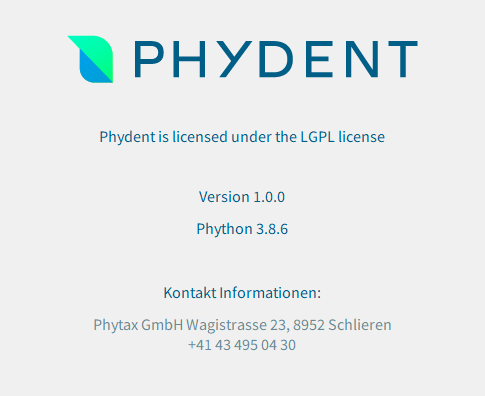 PHYDENT
Phydent is licensed under the LGPL license
Version 1.0.0
Phython 3.8.6
Kontakt Informationen:
Phytax GmbH Wagistrasse 23, 8952 Schlieren
+41 43 495 04 30